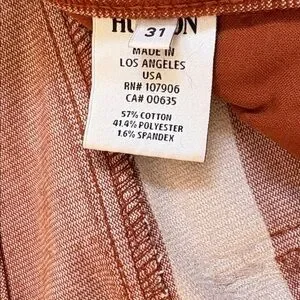 31
MADE IN
LOS ANGELES
USA
RN# 107906
CA# 00635
57% COTTON
41.4% POLYESTER
1.6% SPANDEX